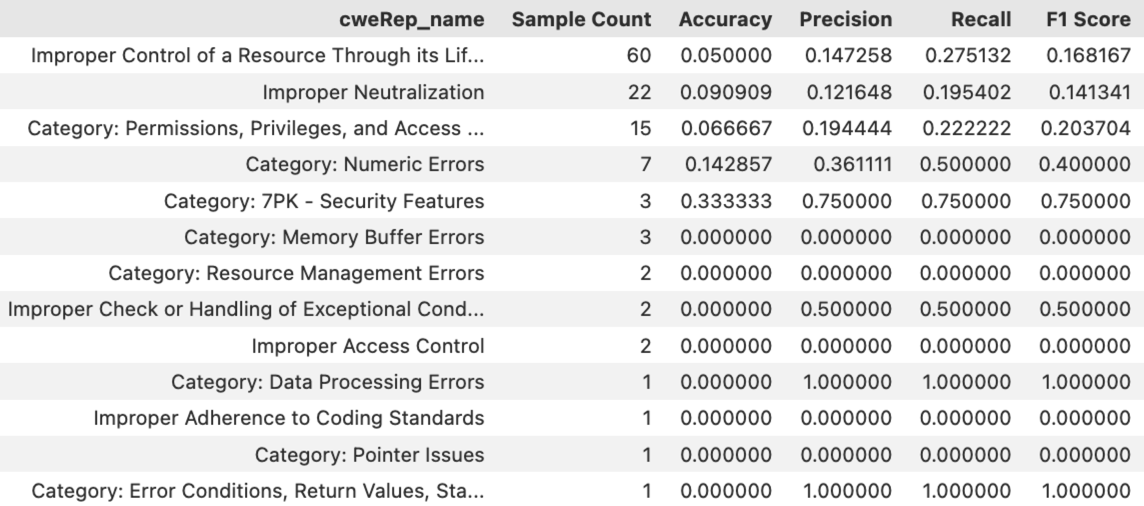 cweRep_name Sample Count Accuracy Precision Recall F1 Score
Improper Control of a Resource Through its Lif... 60 0.050000 0.147258 0.275132 0.168167
Improper Neutralization 22 0.090909 0.121648 0.195402 0.141341
Category: Permissions, Privileges, and Access ... 15 0.066667 0.194444 0.222222 0.203704
Category: Numeric Errors 7 0.142857 0.361111 0.500000 0.400000
Category: 7PK - Security Features 3 0.333333 0.750000 0.750000 0.750000
Category: Memory Buffer Errors 3 0.000000 0.000000 0.000000 0.000000
Category: Resource Management Errors 2 0.000000 0.000000 0.000000 0.000000
Improper Check or Handling of Exceptional Cond... 2 0.000000 0.500000 0.500000 0.500000
Improper Access Control 2 0.000000 0.000000 0.000000 0.000000
Category: Data Processing Errors 1 0.000000 1.000000 1.000000 1.000000
Improper Adherence to Coding Standards 1 0.000000 0.000000 0.000000 0.000000
Category: Pointer Issues 1 0.000000 0.000000 0.000000 0.000000
Category: Error Conditions, Return Values, Sta... 1 0.000000 1.000000 1.000000 1.000000